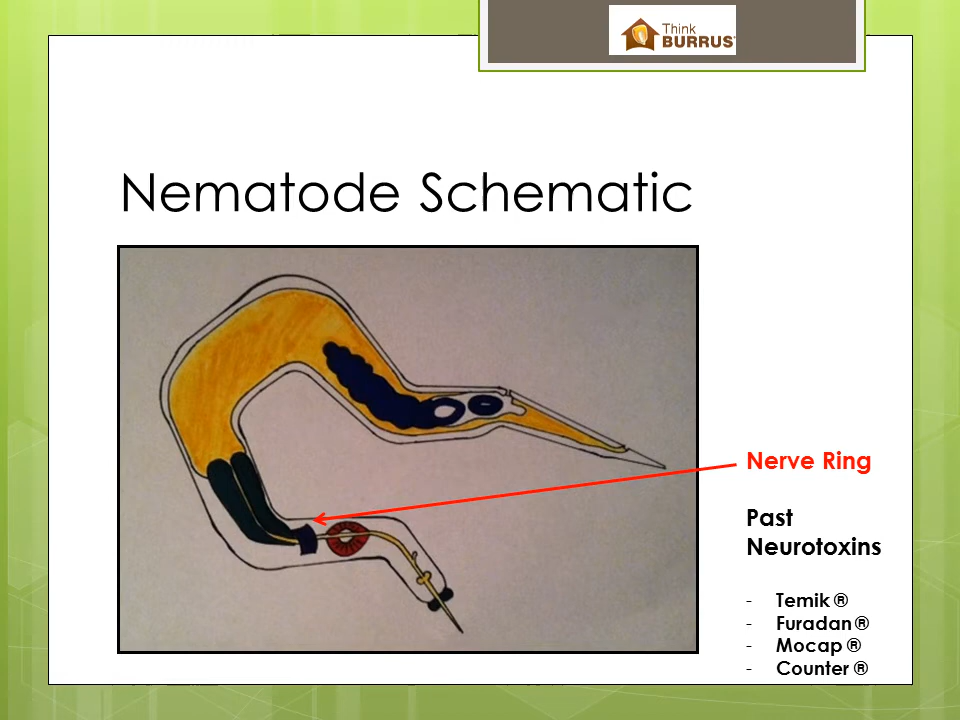 Think
BURRUS
Nematode Schematic
Nerve Ring
Past
Neurotoxins
- Temik ®
- Furadan ®
- Mocap ®
- Counter ®